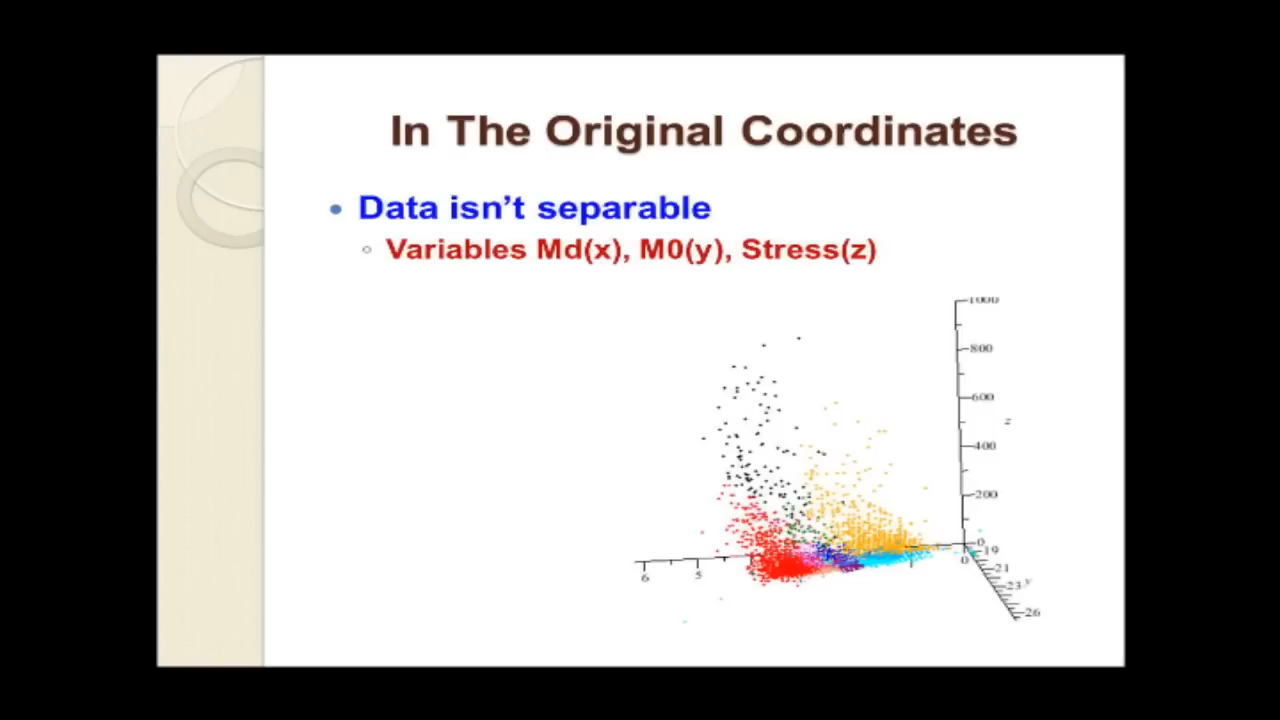 In The Original Coordinates
Data isn't separable
Variables Md(x), M0(y), Stress(z)
1000
800
600
z
400
200
0
19
0
21
6
5
23
y
26